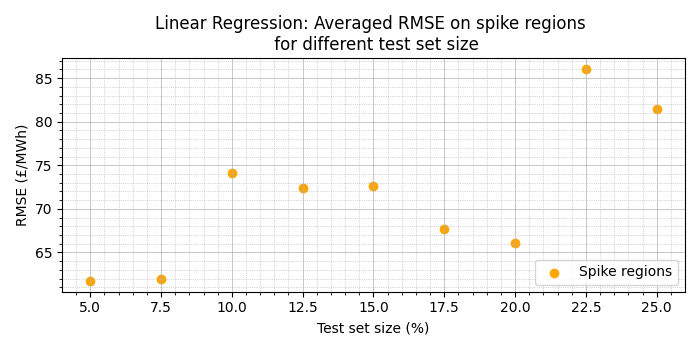 Linear Regression: Averaged RMSE on spike regions
for different test set size
RMSE (£/MWh)
85
80
75
70
65
5.0 7.5 10.0 12.5 15.0 17.5 20.0 22.5 25.0
Test set size (%)
Spike regions